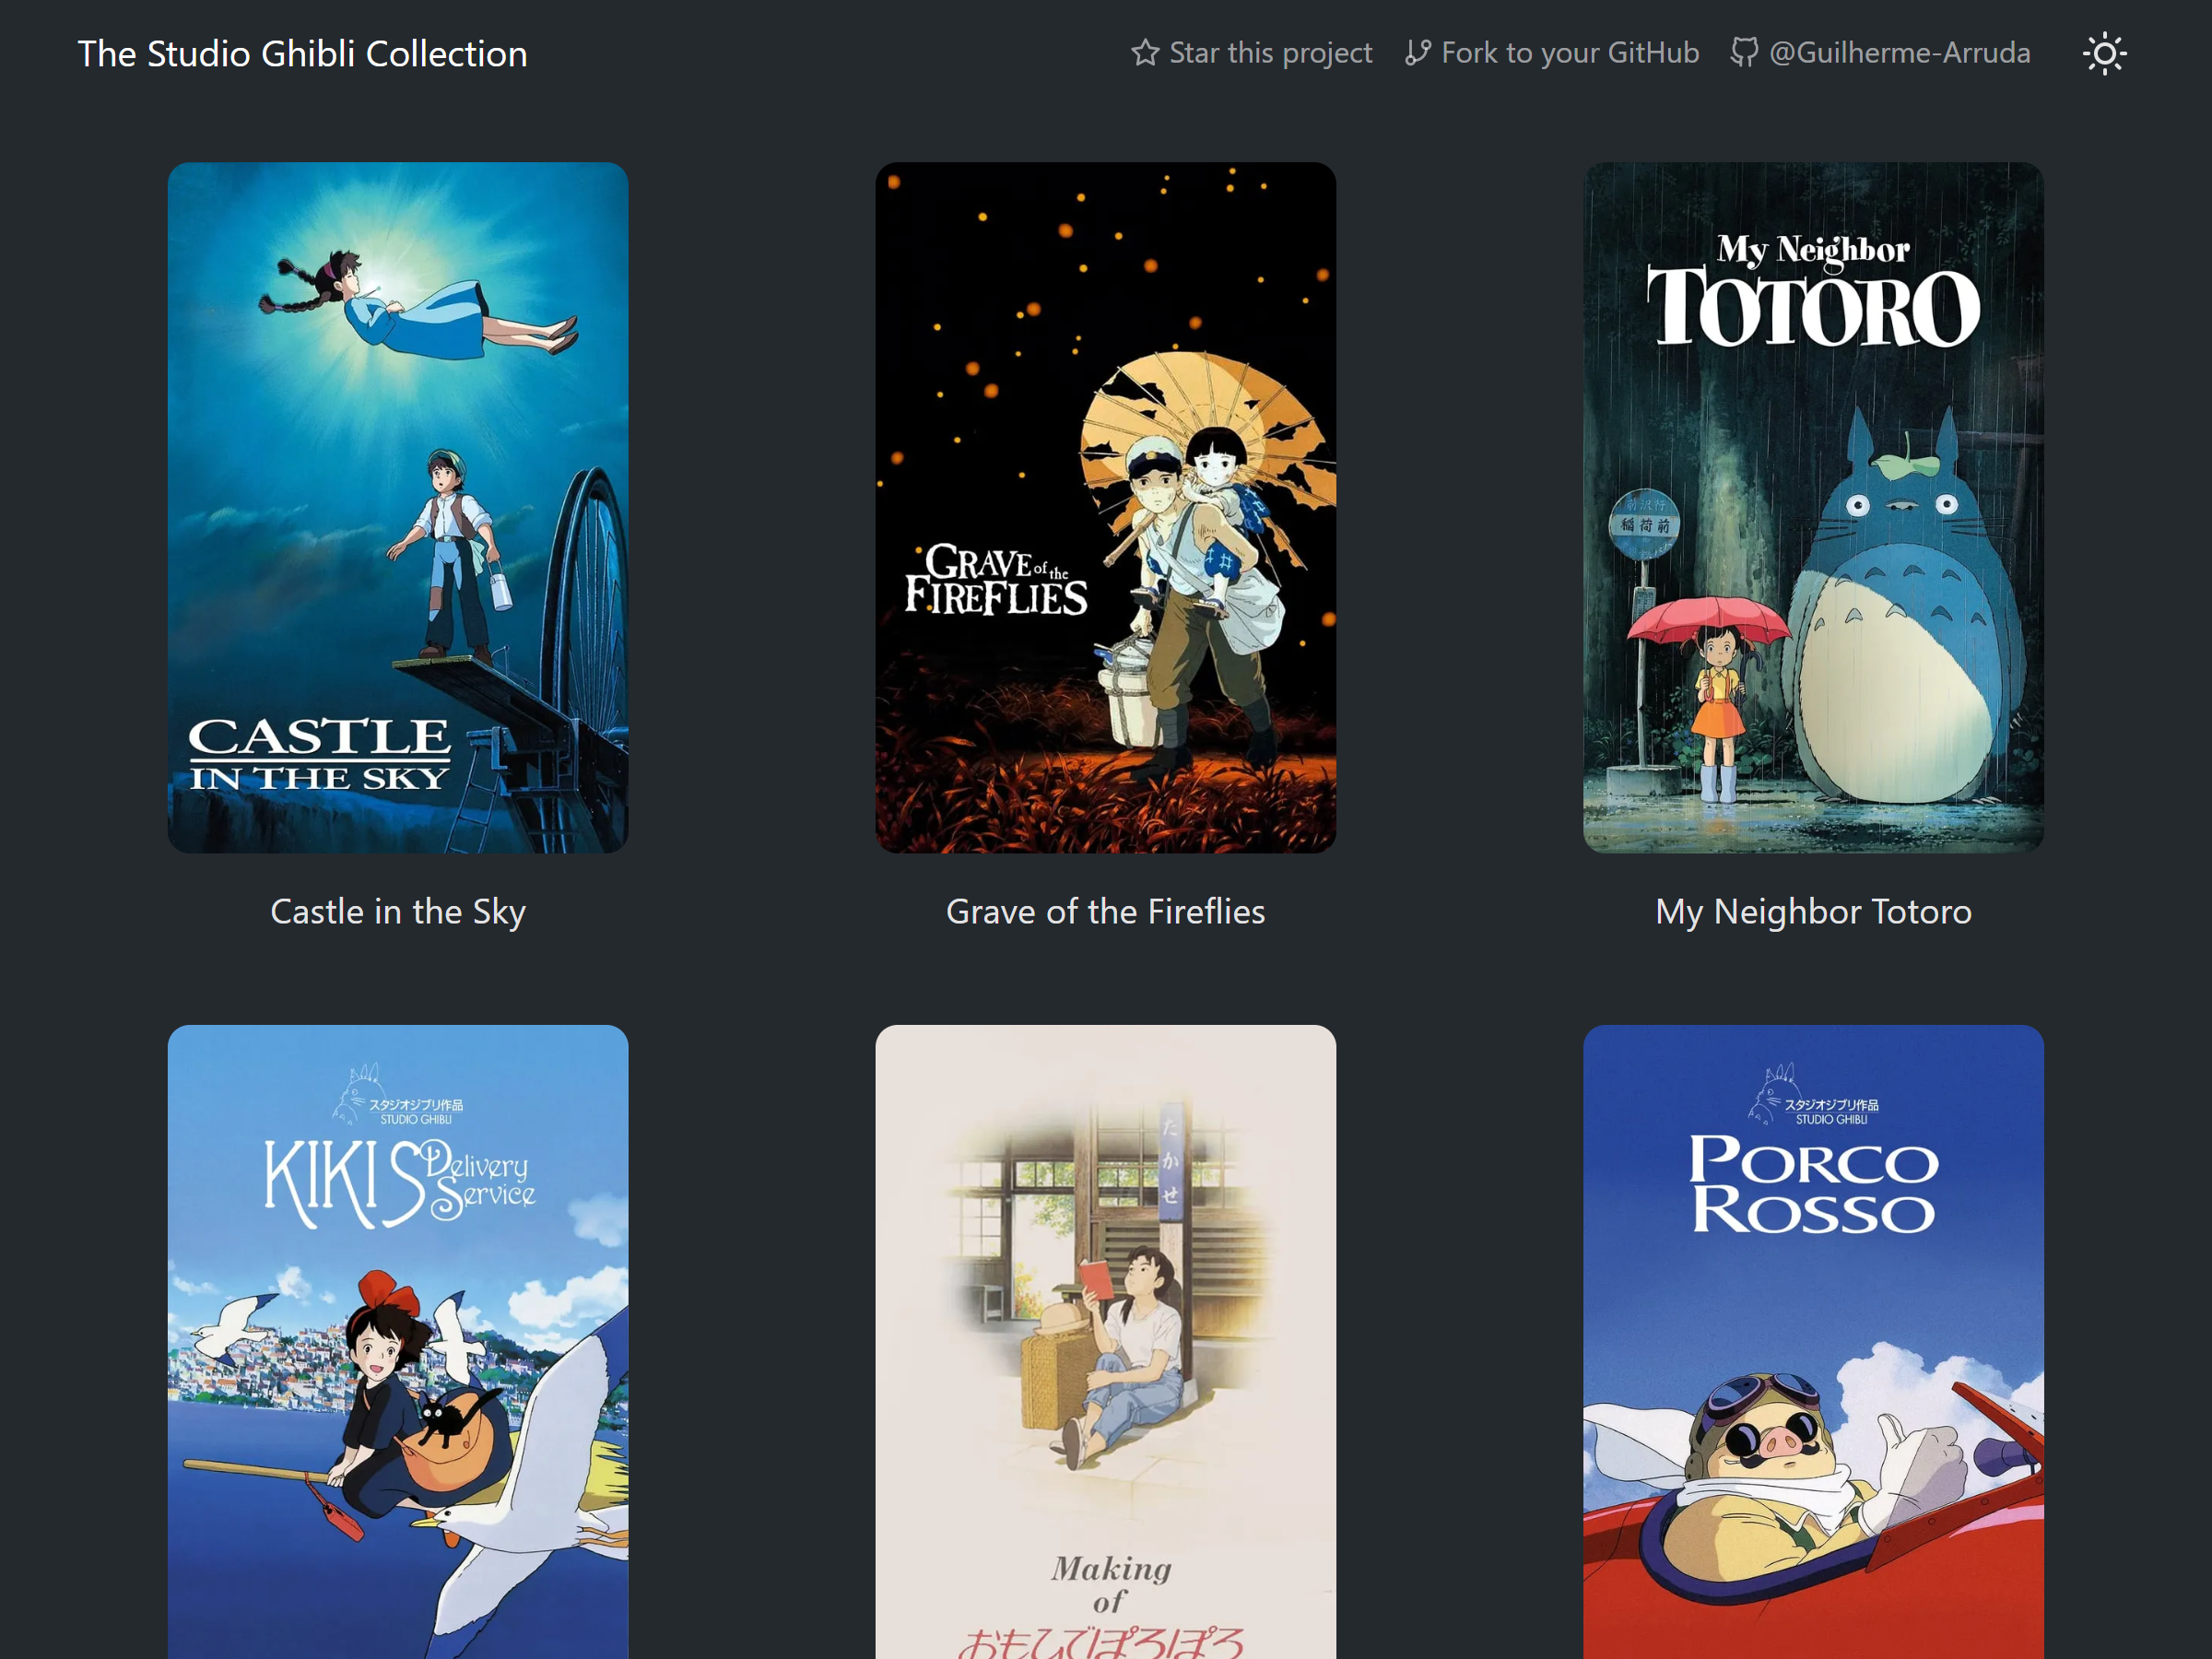 The Studio Ghibli Collection
Star this project
Fork to your GitHub
@Guilherme-Arruda
CASTLE
IN THE SKY
GRAVE of the
FIREFLIES
My Neighbor
TOTORO
稲荷前
Castle in the Sky
Grave of the Fireflies
My Neighbor Totoro
スタジオジブリ作品
STUDIO GHIBLI
KIKI'S Delivery
Service
たかせ
Making
of
おもひでぽろぽろ
スタジオジブリ作品
STUDIO GHIBLI
PORCO
ROSSO